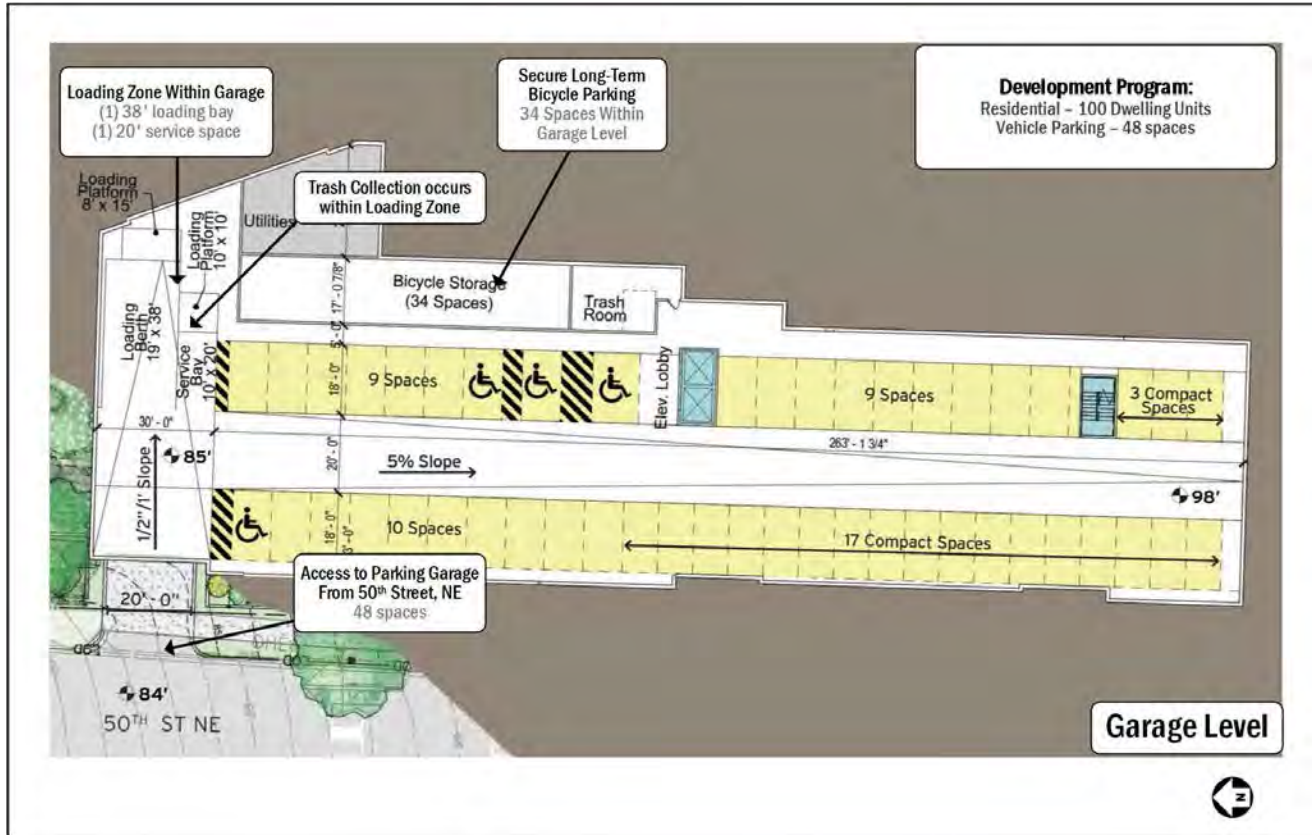 Loading Zone Within Garage
(1) 38' loading bay
(1) 20' service space
Secure Long-Term
Bicycle Parking
34 Spaces Within
Garage Level
Development Program:
Residential – 100 Dwelling Units
Vehicle Parking – 48 spaces
Trash Collection occurs
within Loading Zone
Loading
Platform
8' x 15'
Loading
Platform
10' x 10'
Utilities
Bicycle Storage
(34 Spaces)
Trash
Room
17' - 0 7/8"
Loading
Berth
19' x 38'
Service
Bay
10' x 20'
18' - 0"
9 Spaces
Elev. Lobby
9 Spaces
3 Compact
Spaces
30' - 0"
263' - 1 3/4"
85'
20' - 0"
5% Slope
98'
1/2"/1' Slope
10 Spaces
17 Compact Spaces
18' - 0"
Access to Parking Garage
From 50th Street, NE
48 spaces
20' - 0"
84'
50TH ST NE
Garage Level
N